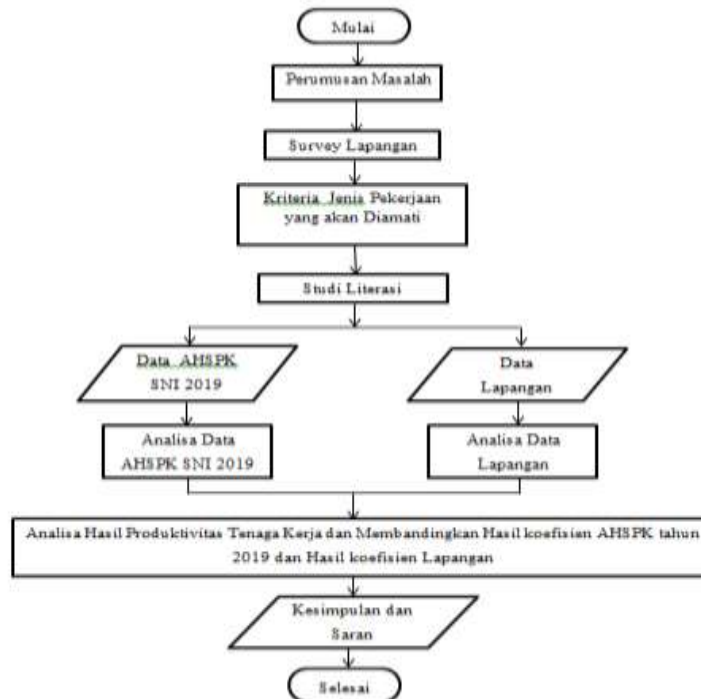 Mulai
Perumusan Masalah
Survey Lapangan
Kriteria Jenis Pekerjaan
yang akan Diamati
Studi Literasi
Data AHSPK
SNI 2019
Data
Lapangan
Analisa Data
AHSPK SNI 2019
Analisa Data
Lapangan
Analisa Hasil Produktivitas Tenaga Kerja dan Membandingkan Hasil koefisien AHSPK tahun
2019 dan Hasil koefisien Lapangan
Kesimpulan dan
Saran
Selesai